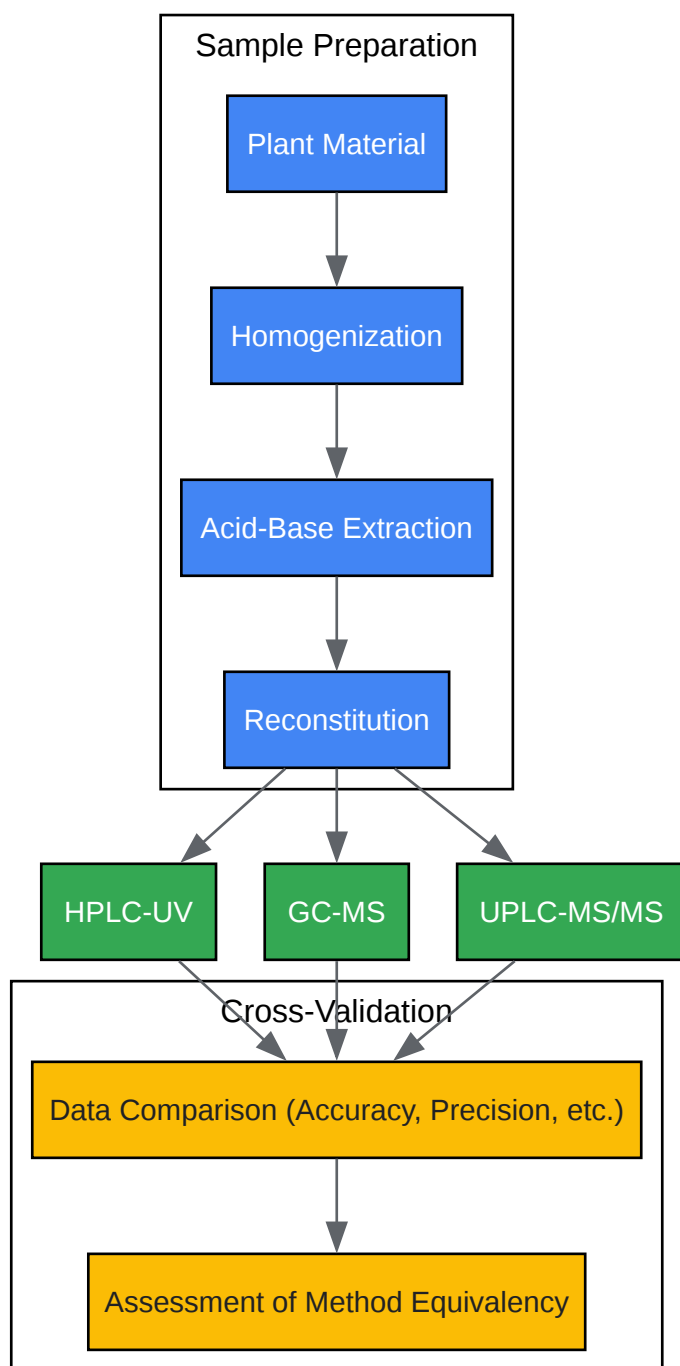 Sample Preparation
Plant Material
Homogenization
Acid-Base Extraction
Reconstitution
HPLC-UV
GC-MS
UPLC-MS/MS
Cross-Validation
Data Comparison (Accuracy, Precision, etc.)
Assessment of Method Equivalency